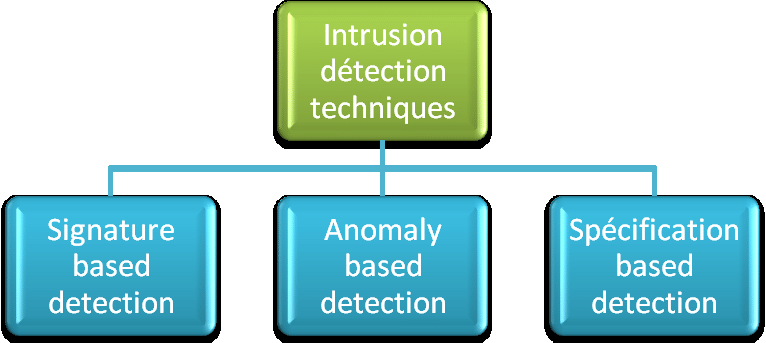 Intrusion
détection
techniques
Signature
based
detection
Anomaly
based
detection
Spécification
based
detection